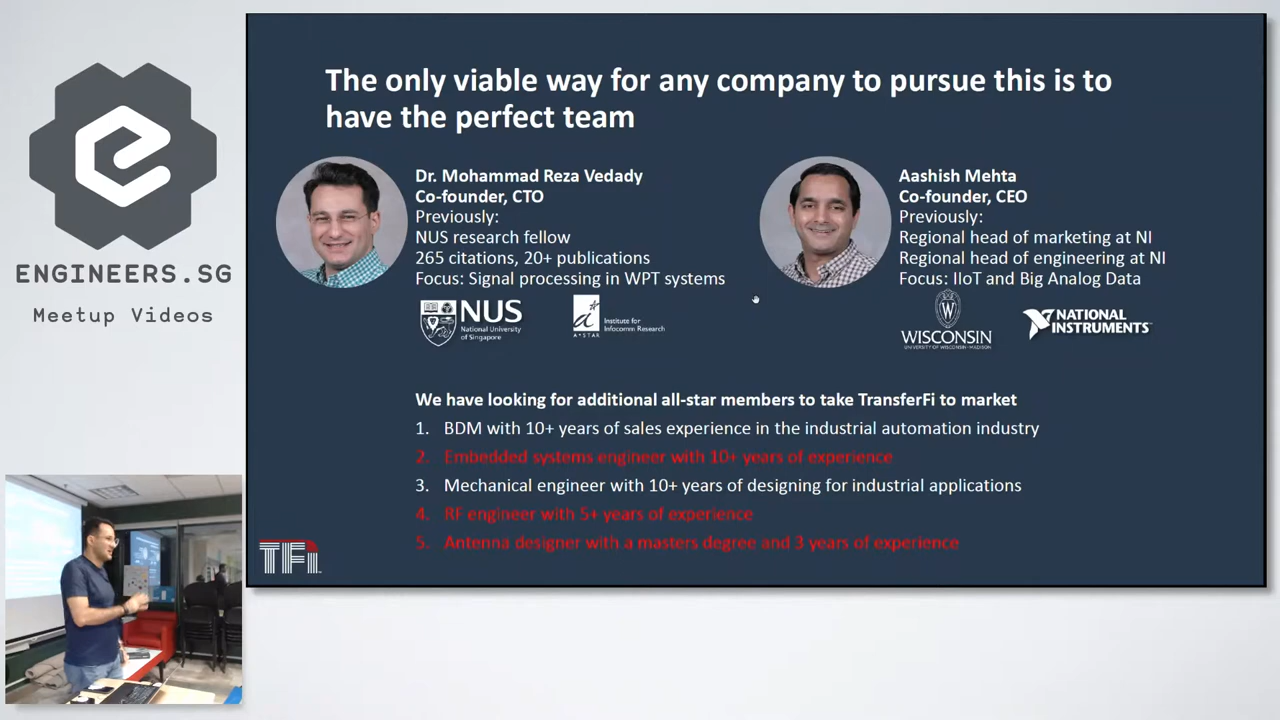 ENGINEERS.SG
Meetup Videos
The only viable way for any company to pursue this is to
have the perfect team
Dr. Mohammad Reza Vedady
Co-founder, CTO
Previously:
NUS research fellow
265 citations, 20+ publications
Focus: Signal processing in WPT systems
NUS
National University
of Singapore
A★STAR
Institute for
Infocomm Research
Aashish Mehta
Co-founder, CEO
Previously:
Regional head of marketing at NI
Regional head of engineering at NI
Focus: IIoT and Big Analog Data
W
WISCONSIN
UNIVERSITY OF WISCONSIN-MADISON
NATIONAL
INSTRUMENTS
We have looking for additional all-star members to take TransferFi to market
1. BDM with 10+ years of sales experience in the industrial automation industry
2. Embedded systems engineer with 10+ years of experience
3. Mechanical engineer with 10+ years of designing for industrial applications
4. RF engineer with 5+ years of experience
5. Antenna designer with a masters degree and 3 years of experience
TFi